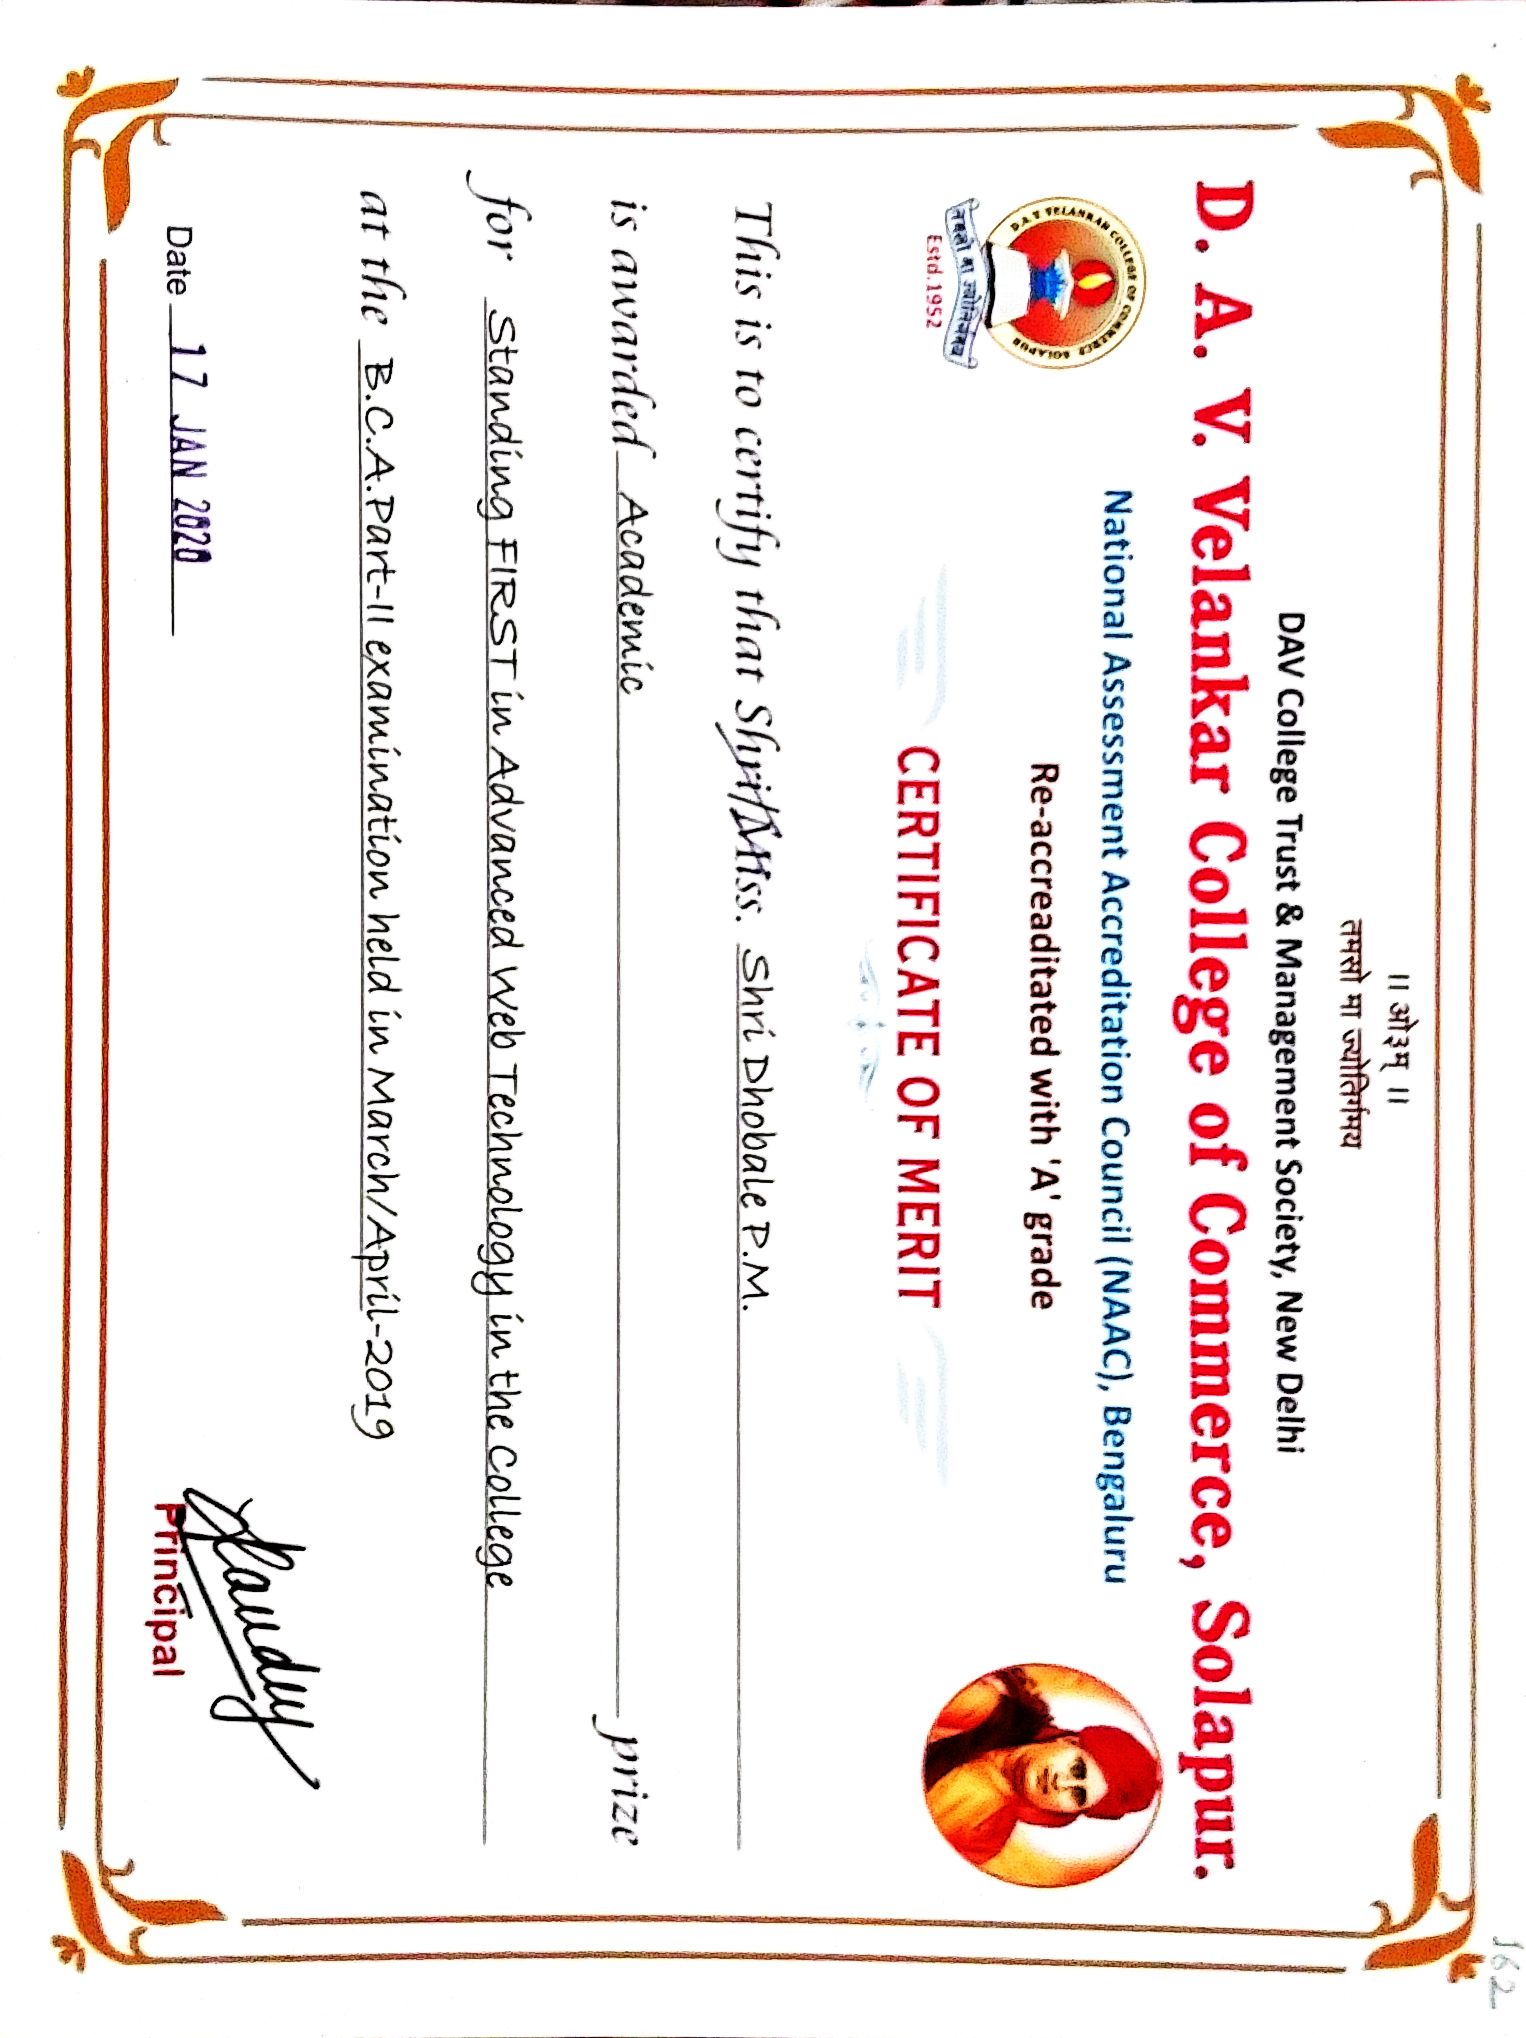 162
।। ओ३म् ।।
तमसो मा ज्योतिर्गमय
DAV College Trust & Management Society, New Delhi
D. A. V. Velankar College of Commerce, Solapur.
D.A.V. VELANKAR COLLEGE OF COMMERCE SOLAPUR
तमसो मा ज्योतिर्गमय
Estd.1952
National Assessment Accreditation Council (NAAC), Bengaluru
Re-accreaditated with 'A' grade
CERTIFICATE OF MERIT
This is to certify that Shri/Miss. Shri Dhobale P.M.
is awarded Academic prize
for Standing FIRST in Advanced Web Technology in the College
at the B.C.A.Part-II examination held in March/April-2019
Date 17 JAN 2020
Principal